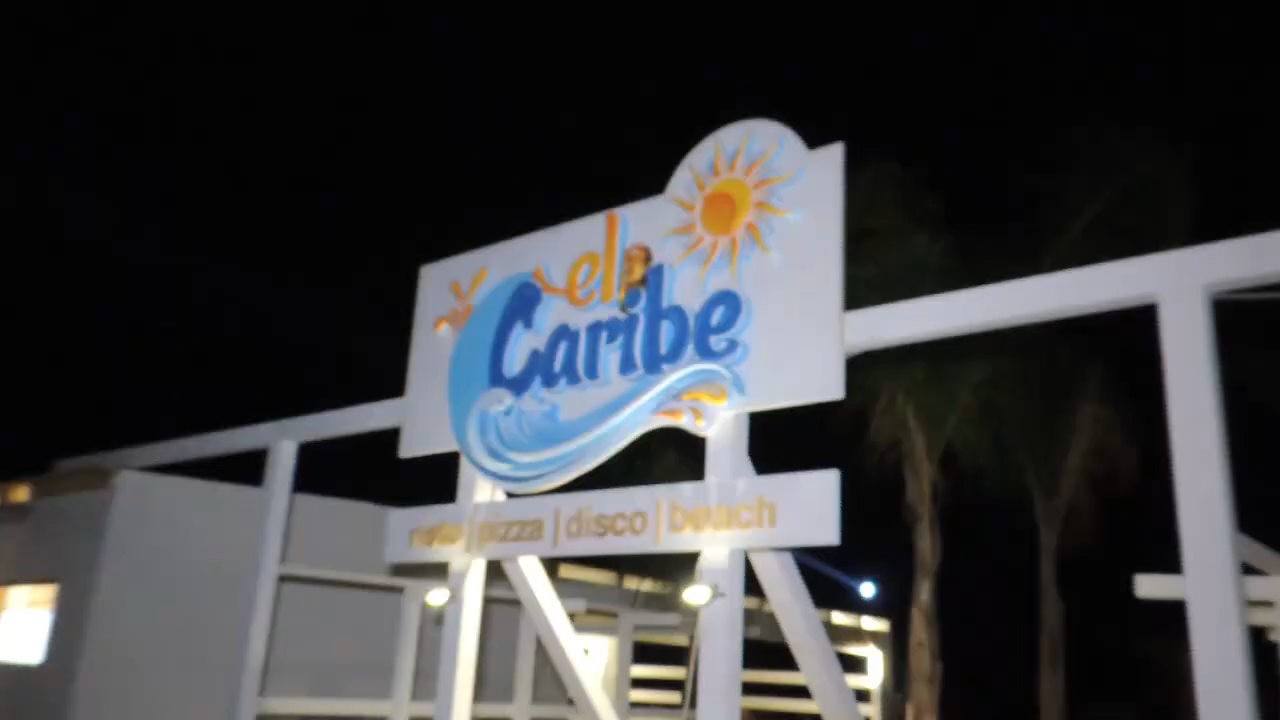 el
Caribe
pizza | disco | beach